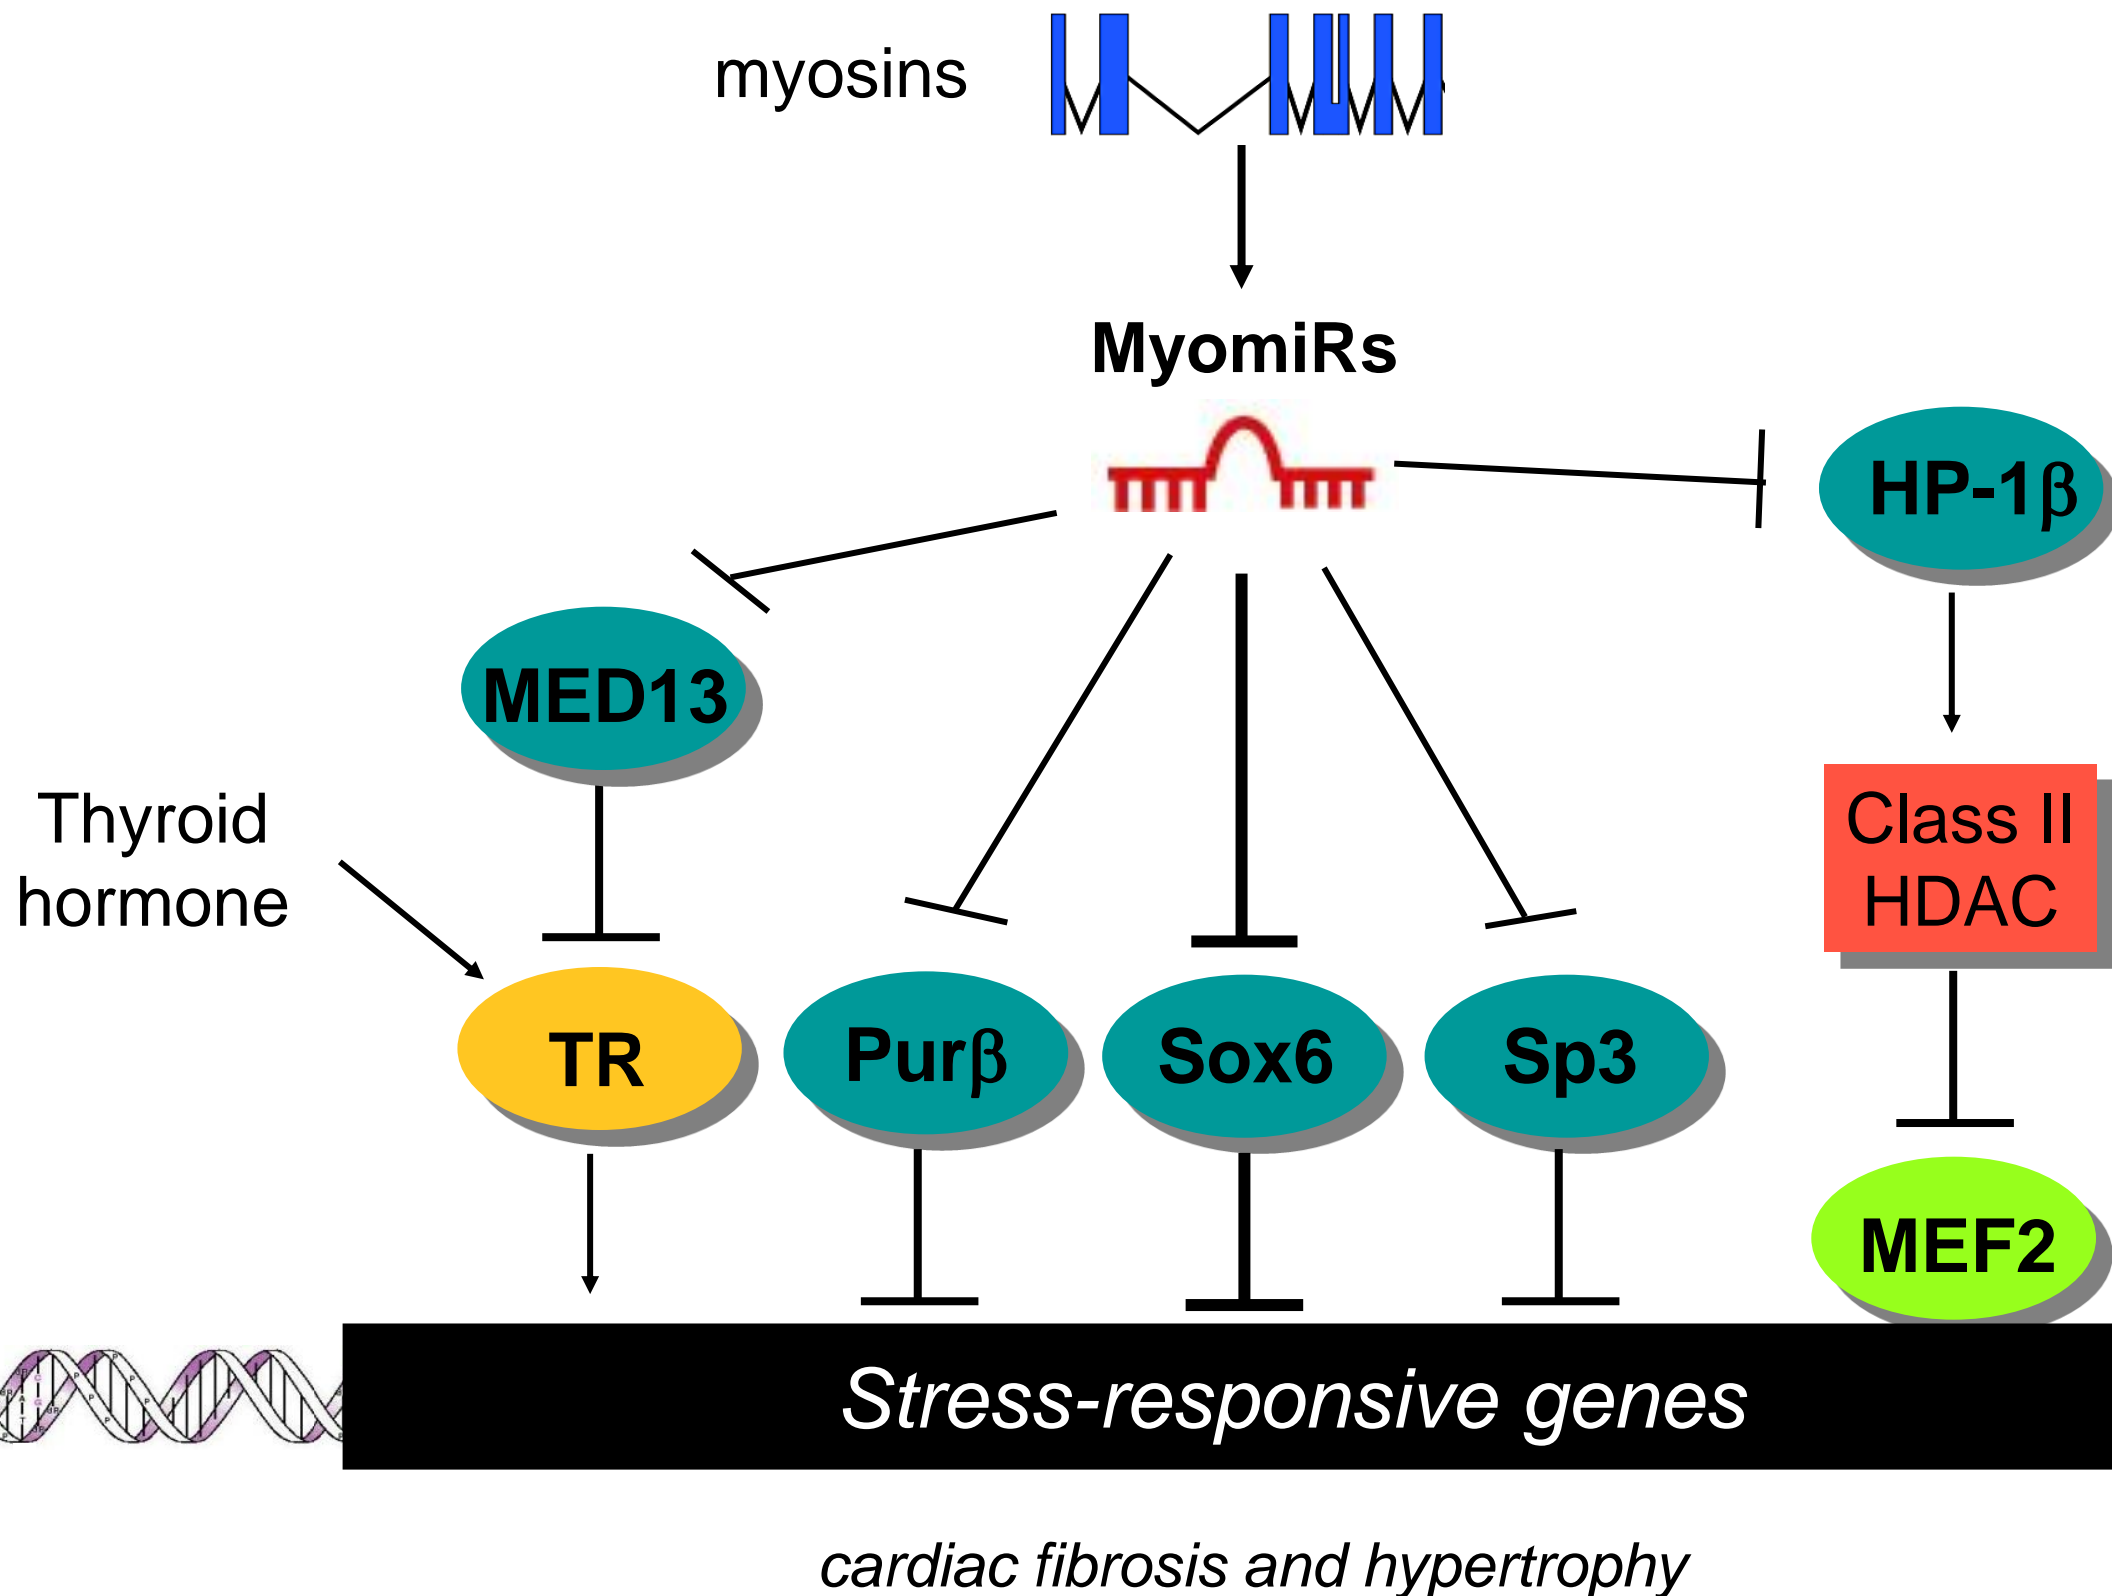 myosins
MyomiRs
HP-1β
MED13
Thyroid
hormone
Class II
HDAC
TR
Purβ
Sox6
Sp3
MEF2
Stress-responsive genes
cardiac fibrosis and hypertrophy